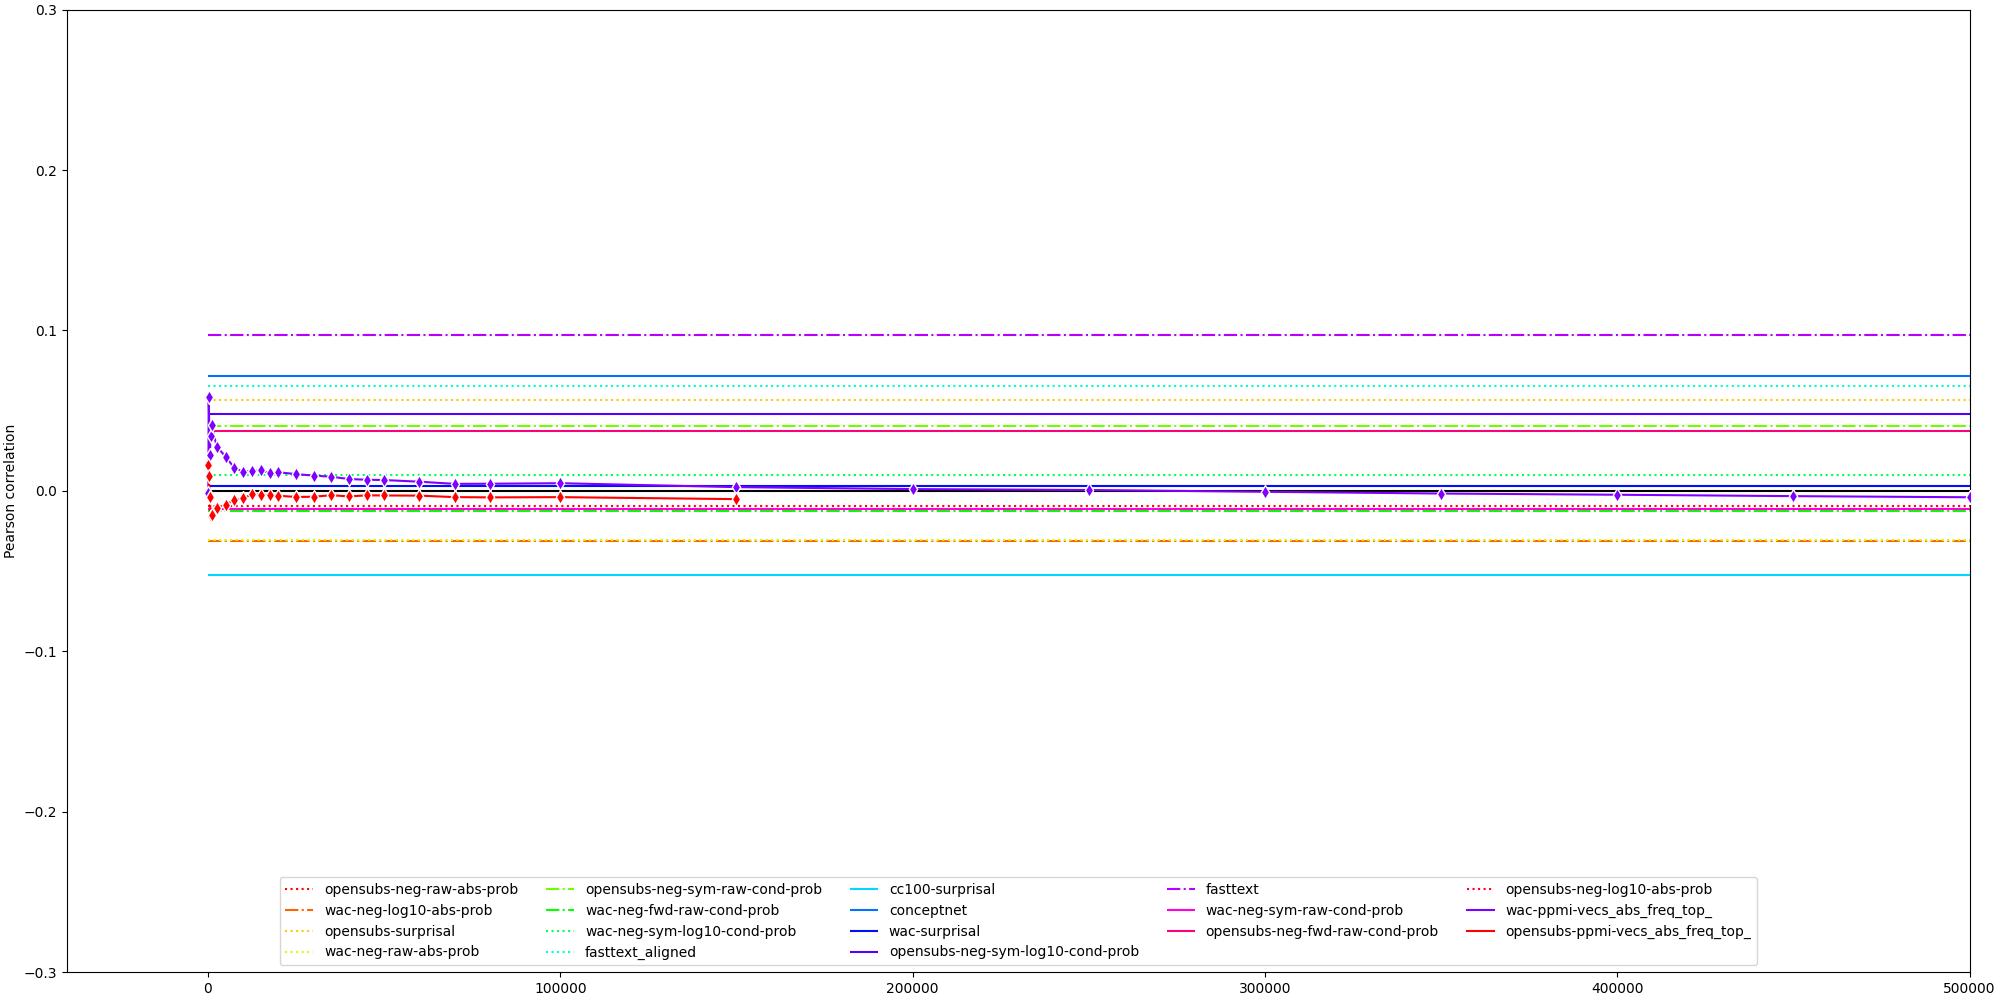 0.3
0.2
0.1
0.0
−0.1
−0.2
−0.3
Pearson correlation
opensubs-neg-raw-abs-prob
wac-neg-log10-abs-prob
opensubs-surprisal
wac-neg-raw-abs-prob
opensubs-neg-sym-raw-cond-prob
wac-neg-fwd-raw-cond-prob
wac-neg-sym-log10-cond-prob
fasttext_aligned
cc100-surprisal
conceptnet
wac-surprisal
opensubs-neg-sym-log10-cond-prob
fasttext
wac-neg-sym-raw-cond-prob
opensubs-neg-fwd-raw-cond-prob
opensubs-neg-log10-abs-prob
wac-ppmi-vecs_abs_freq_top_
opensubs-ppmi-vecs_abs_freq_top_
0
100000
200000
300000
400000
500000